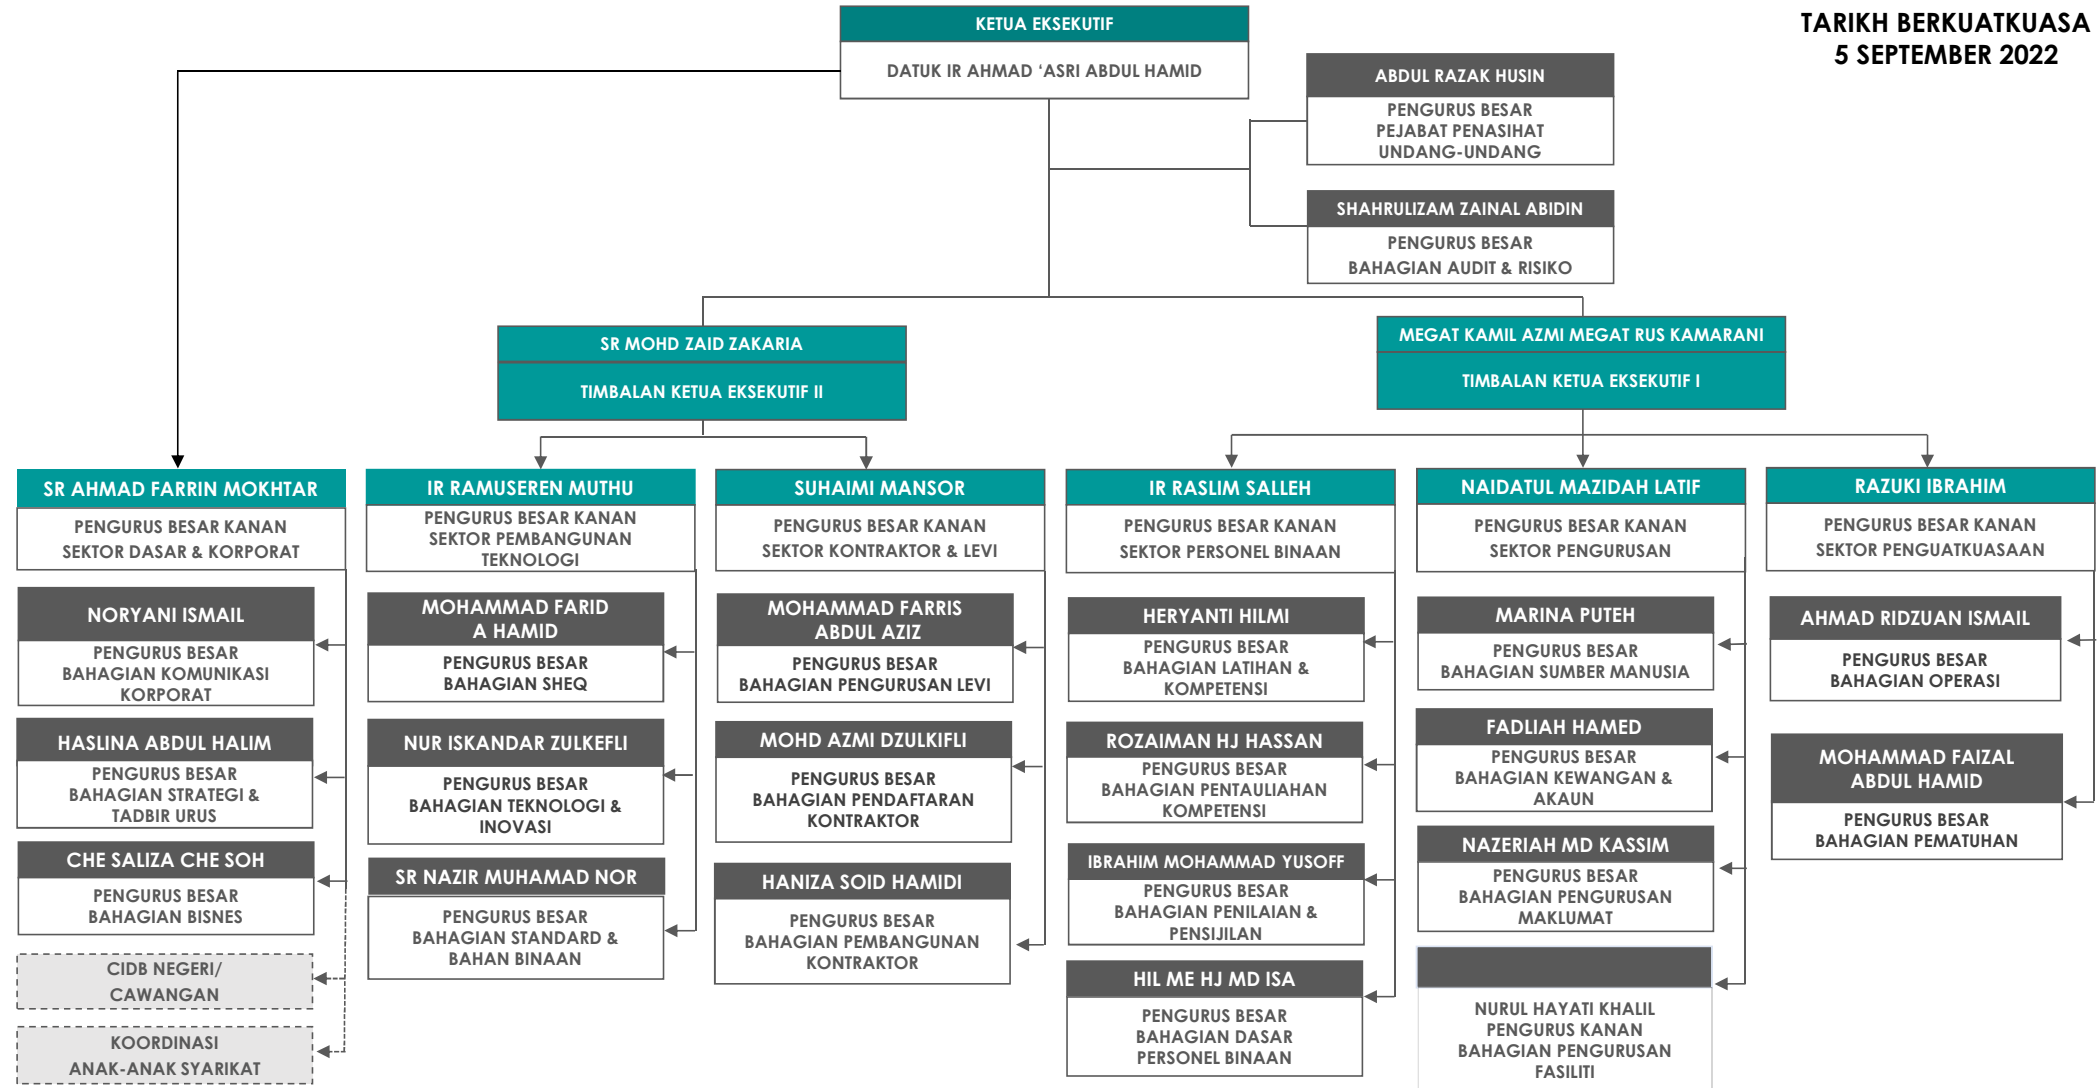 TARIKH BERKUATKUASA
5 SEPTEMBER 2022
KETUA EKSEKUTIF
DATUK IR AHMAD ‘ASRI ABDUL HAMID
ABDUL RAZAK HUSIN
PENGURUS BESAR
PEJABAT PENASIHAT
UNDANG-UNDANG
SHAHRULIZAM ZAINAL ABIDIN
PENGURUS BESAR
BAHAGIAN AUDIT & RISIKO
SR MOHD ZAID ZAKARIA
TIMBALAN KETUA EKSEKUTIF II
MEGAT KAMIL AZMI MEGAT RUS KAMARANI
TIMBALAN KETUA EKSEKUTIF I
SR AHMAD FARRIN MOKHTAR
PENGURUS BESAR KANAN
SEKTOR DASAR & KORPORAT
NORYANI ISMAIL
PENGURUS BESAR
BAHAGIAN KOMUNIKASI
KORPORAT
HASLINA ABDUL HALIM
PENGURUS BESAR
BAHAGIAN STRATEGI &
TADBIR URUS
CHE SALIZA CHE SOH
PENGURUS BESAR
BAHAGIAN BISNES
CIDB NEGERI/
CAWANGAN
KOORDINASI
ANAK-ANAK SYARIKAT
IR RAMUSEREN MUTHU
PENGURUS BESAR KANAN
SEKTOR PEMBANGUNAN
TEKNOLOGI
MOHAMMAD FARID
A HAMID
PENGURUS BESAR
BAHAGIAN SHEQ
NUR ISKANDAR ZULKEFLI
PENGURUS BESAR
BAHAGIAN TEKNOLOGI &
INOVASI
SR NAZIR MUHAMAD NOR
PENGURUS BESAR
BAHAGIAN STANDARD &
BAHAN BINAAN
SUHAIMI MANSOR
PENGURUS BESAR KANAN
SEKTOR KONTRAKTOR & LEVI
MOHAMMAD FARRIS
ABDUL AZIZ
PENGURUS BESAR
BAHAGIAN PENGURUSAN LEVI
MOHD AZMI DZULKIFLI
PENGURUS BESAR
BAHAGIAN PENDAFTARAN
KONTRAKTOR
HANIZA SOID HAMIDI
PENGURUS BESAR
BAHAGIAN PEMBANGUNAN
KONTRAKTOR
IR RASLIM SALLEH
PENGURUS BESAR KANAN
SEKTOR PERSONEL BINAAN
HERYANTI HILMI
PENGURUS BESAR
BAHAGIAN LATIHAN &
KOMPETENSI
ROZAIMAN HJ HASSAN
PENGURUS BESAR
BAHAGIAN PENTAULIAHAN
KOMPETENSI
IBRAHIM MOHAMMAD YUSOFF
PENGURUS BESAR
BAHAGIAN PENILAIAN &
PENSIJILAN
HIL ME HJ MD ISA
PENGURUS BESAR
BAHAGIAN DASAR
PERSONEL BINAAN
NAIDATUL MAZIDAH LATIF
PENGURUS BESAR KANAN
SEKTOR PENGURUSAN
MARINA PUTEH
PENGURUS BESAR
BAHAGIAN SUMBER MANUSIA
FADLIAH HAMED
PENGURUS BESAR
BAHAGIAN KEWANGAN &
AKAUN
NAZERIAH MD KASSIM
PENGURUS BESAR
BAHAGIAN PENGURUSAN
MAKLUMAT
NURUL HAYATI KHALIL
PENGURUS KANAN
BAHAGIAN PENGURUSAN
FASILITI
RAZUKI IBRAHIM
PENGURUS BESAR KANAN
SEKTOR PENGUATKUASAAN
AHMAD RIDZUAN ISMAIL
PENGURUS BESAR
BAHAGIAN OPERASI
MOHAMMAD FAIZAL
ABDUL HAMID
PENGURUS BESAR
BAHAGIAN PEMATUHAN